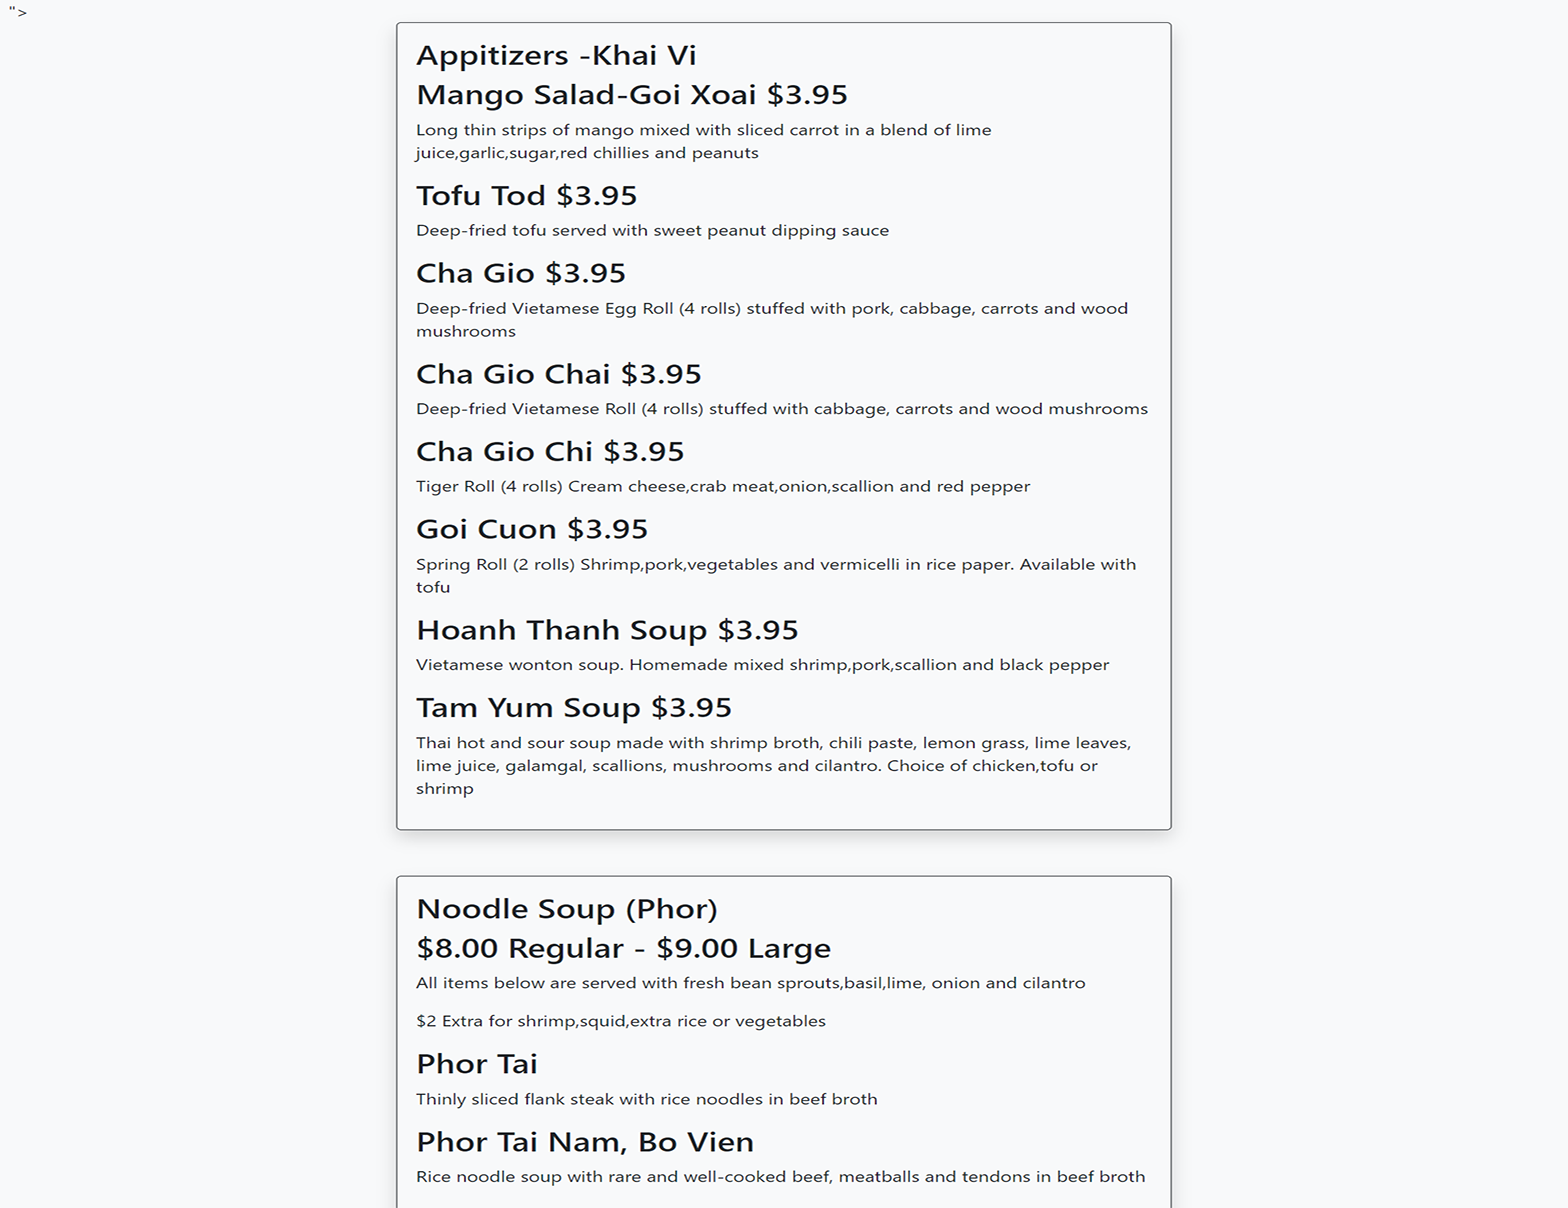 ">
Appitizers -Khai Vi
Mango Salad-Goi Xoai $3.95
Long thin strips of mango mixed with sliced carrot in a blend of lime
juice,garlic,sugar,red chillies and peanuts
Tofu Tod $3.95
Deep-fried tofu served with sweet peanut dipping sauce
Cha Gio $3.95
Deep-fried Vietamese Egg Roll (4 rolls) stuffed with pork, cabbage, carrots and wood
mushrooms
Cha Gio Chai $3.95
Deep-fried Vietamese Roll (4 rolls) stuffed with cabbage, carrots and wood mushrooms
Cha Gio Chi $3.95
Tiger Roll (4 rolls) Cream cheese,crab meat,onion,scallion and red pepper
Goi Cuon $3.95
Spring Roll (2 rolls) Shrimp,pork,vegetables and vermicelli in rice paper. Available with
tofu
Hoanh Thanh Soup $3.95
Vietamese wonton soup. Homemade mixed shrimp,pork,scallion and black pepper
Tam Yum Soup $3.95
Thai hot and sour soup made with shrimp broth, chili paste, lemon grass, lime leaves,
lime juice, galamgal, scallions, mushrooms and cilantro. Choice of chicken,tofu or
shrimp
Noodle Soup (Phor)
$8.00 Regular - $9.00 Large
All items below are served with fresh bean sprouts,basil,lime, onion and cilantro
$2 Extra for shrimp,squid,extra rice or vegetables
Phor Tai
Thinly sliced flank steak with rice noodles in beef broth
Phor Tai Nam, Bo Vien
Rice noodle soup with rare and well-cooked beef, meatballs and tendons in beef broth